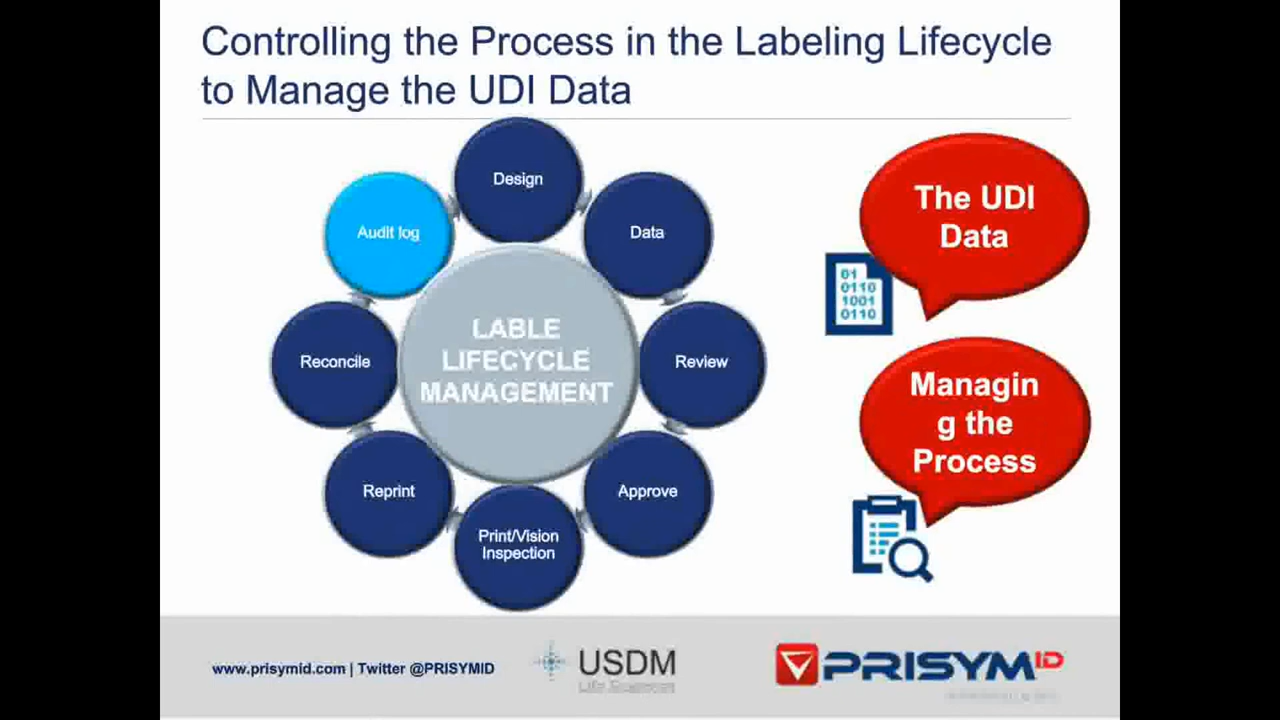 Controlling the Process in the Labeling Lifecycle
to Manage the UDI Data
Design
Audit log
Data
The UDI
Data
01
0110
1001
0110
LABLE
LIFECYCLE
MANAGEMENT
Reconcile
Review
Managin
g the
Process
Reprint
Approve
Print/Vision
Inspection
www.prisymid.com | Twitter @PRISYMID
USDM
Life Sciences
PRISYM ID